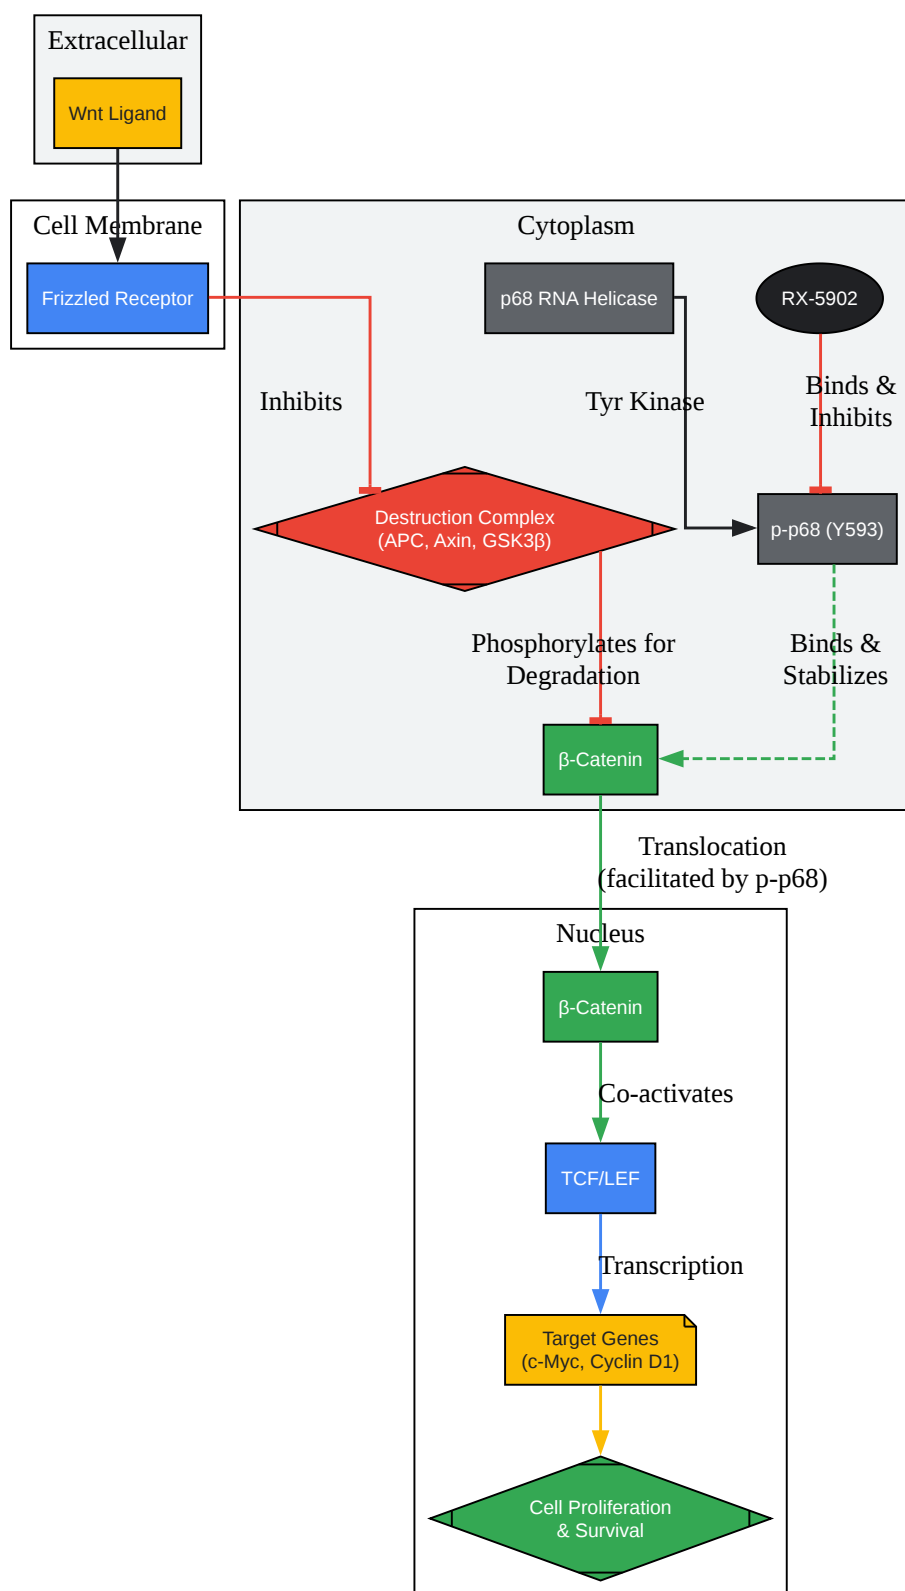 Extracellular
Wnt Ligand
Cell Membrane
Frizzled Receptor
Cytoplasm
p68 RNA Helicase
RX-5902
Inhibits
Tyr Kinase
Binds &
Inhibits
Destruction Complex
(APC, Axin, GSK3β)
p-p68 (Y593)
Phosphorylates for
Degradation
Binds &
Stabilizes
β-Catenin
Translocation
(facilitated by p-p68)
Nucleus
β-Catenin
Co-activates
TCF/LEF
Transcription
Target Genes
(c-Myc, Cyclin D1)
Cell Proliferation
& Survival